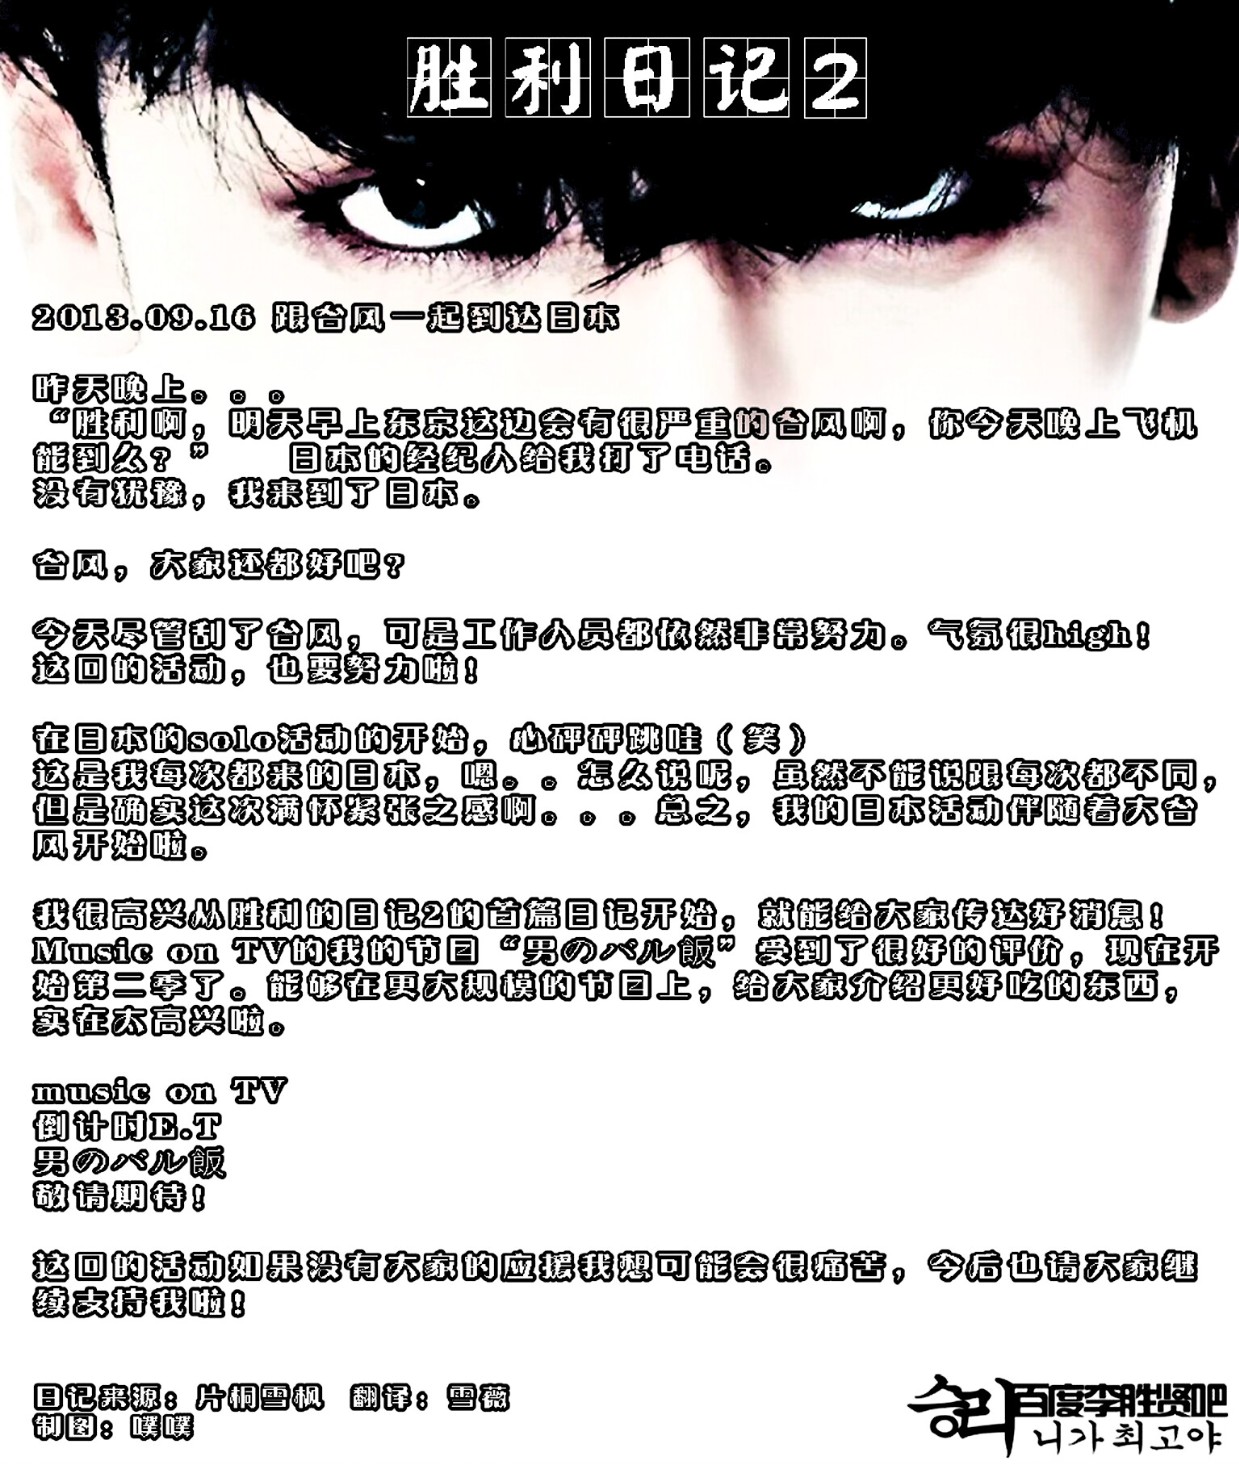 胜利日记2
2013.09.16 跟台风一起到达日本
昨天晚上。。。
“胜利啊，明天早上东京这边会有很严重的台风啊，你今天晚上飞机
能到么？” 日本的经纪人给我打了电话。
没有犹豫，我来到了日本。
台风，大家还都好吧？
今天尽管刮了台风，可是工作人员都依然非常努力。气氛很high！
这回的活动，也要努力啦！
在日本的solo活动的开始，心砰砰跳哇（笑）
这是我每次都来的日本，嗯。。怎么说呢，虽然不能说跟每次都不同，
但是确实这次满怀紧张之感啊。。。总之，我的日本活动伴随着大台
风开始啦。
我很高兴从胜利的日记2的首篇日记开始，就能给大家传达好消息！
Music on TV的我的节目“男のバル飯”受到了很好的评价，现在开
始第二季了。能够在更大规模的节目上，给大家介绍更好吃的东西，
实在太高兴啦。
music on TV
倒计时E.T
男のバル飯
敬请期待！
这回的活动如果没有大家的应援我想可能会很痛苦，今后也请大家继
续支持我啦！
日记来源：片桐雪枫 翻译：雪薇
制图：噗噗
승리百度李胜贤吧
니가 최고야